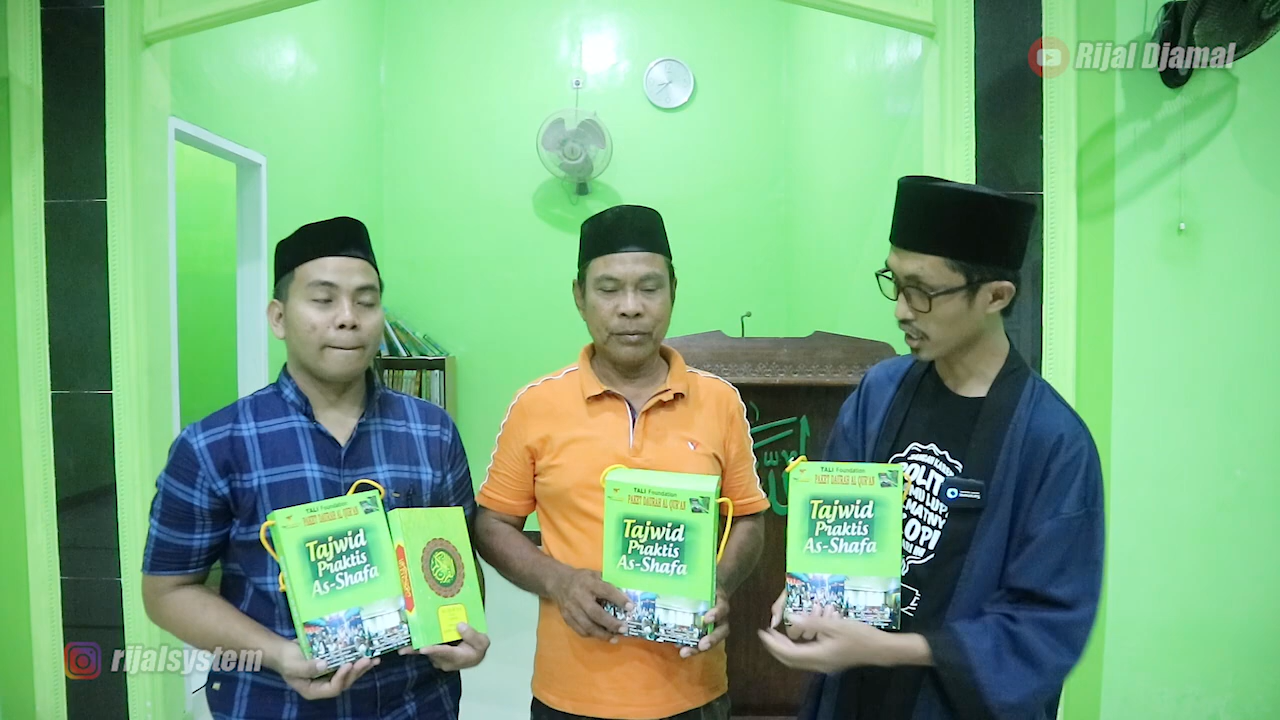 Rijal Djamal
TALI Foundation
PAKET DAURAH AL QUR'AN
Tajwid
Praktis
As-Shafa
TALI Foundation
PAKET DAURAH AL QUR'AN
Tajwid
Praktis
As-Shafa
TALI Foundation
PAKET DAURAH AL QUR'AN
Tajwid
Praktis
As-Shafa
rijalsystem